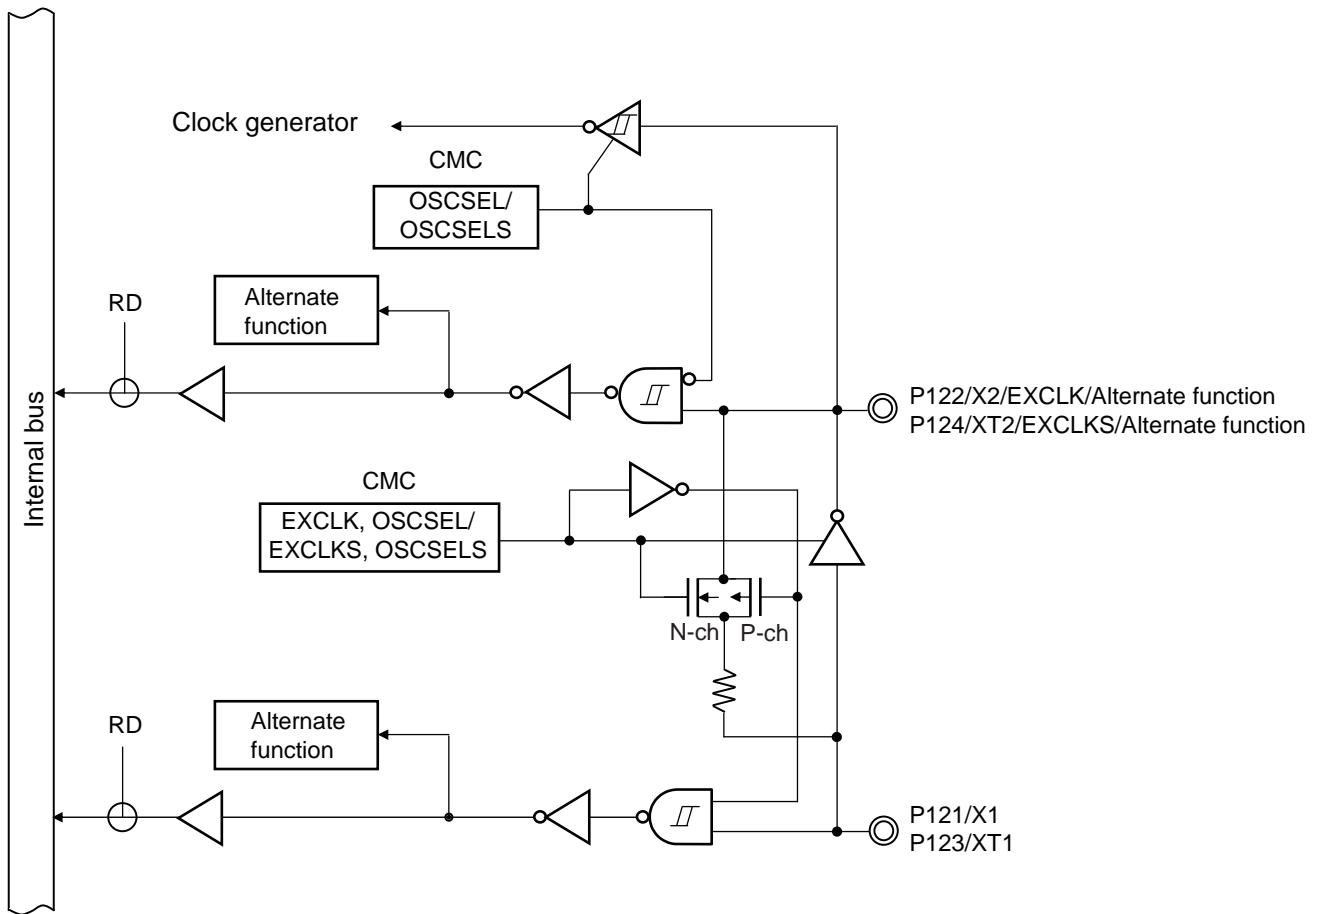 Clock generator
CMC
OSCSEL/
OSCSELS
Alternate
function
RD
Internal bus
P122/X2/EXCLK/Alternate function
P124/XT2/EXCLKS/Alternate function
CMC
EXCLK, OSCSEL/
EXCLKS, OSCSELS
N-ch
P-ch
Alternate
function
RD
P121/X1
P123/XT1